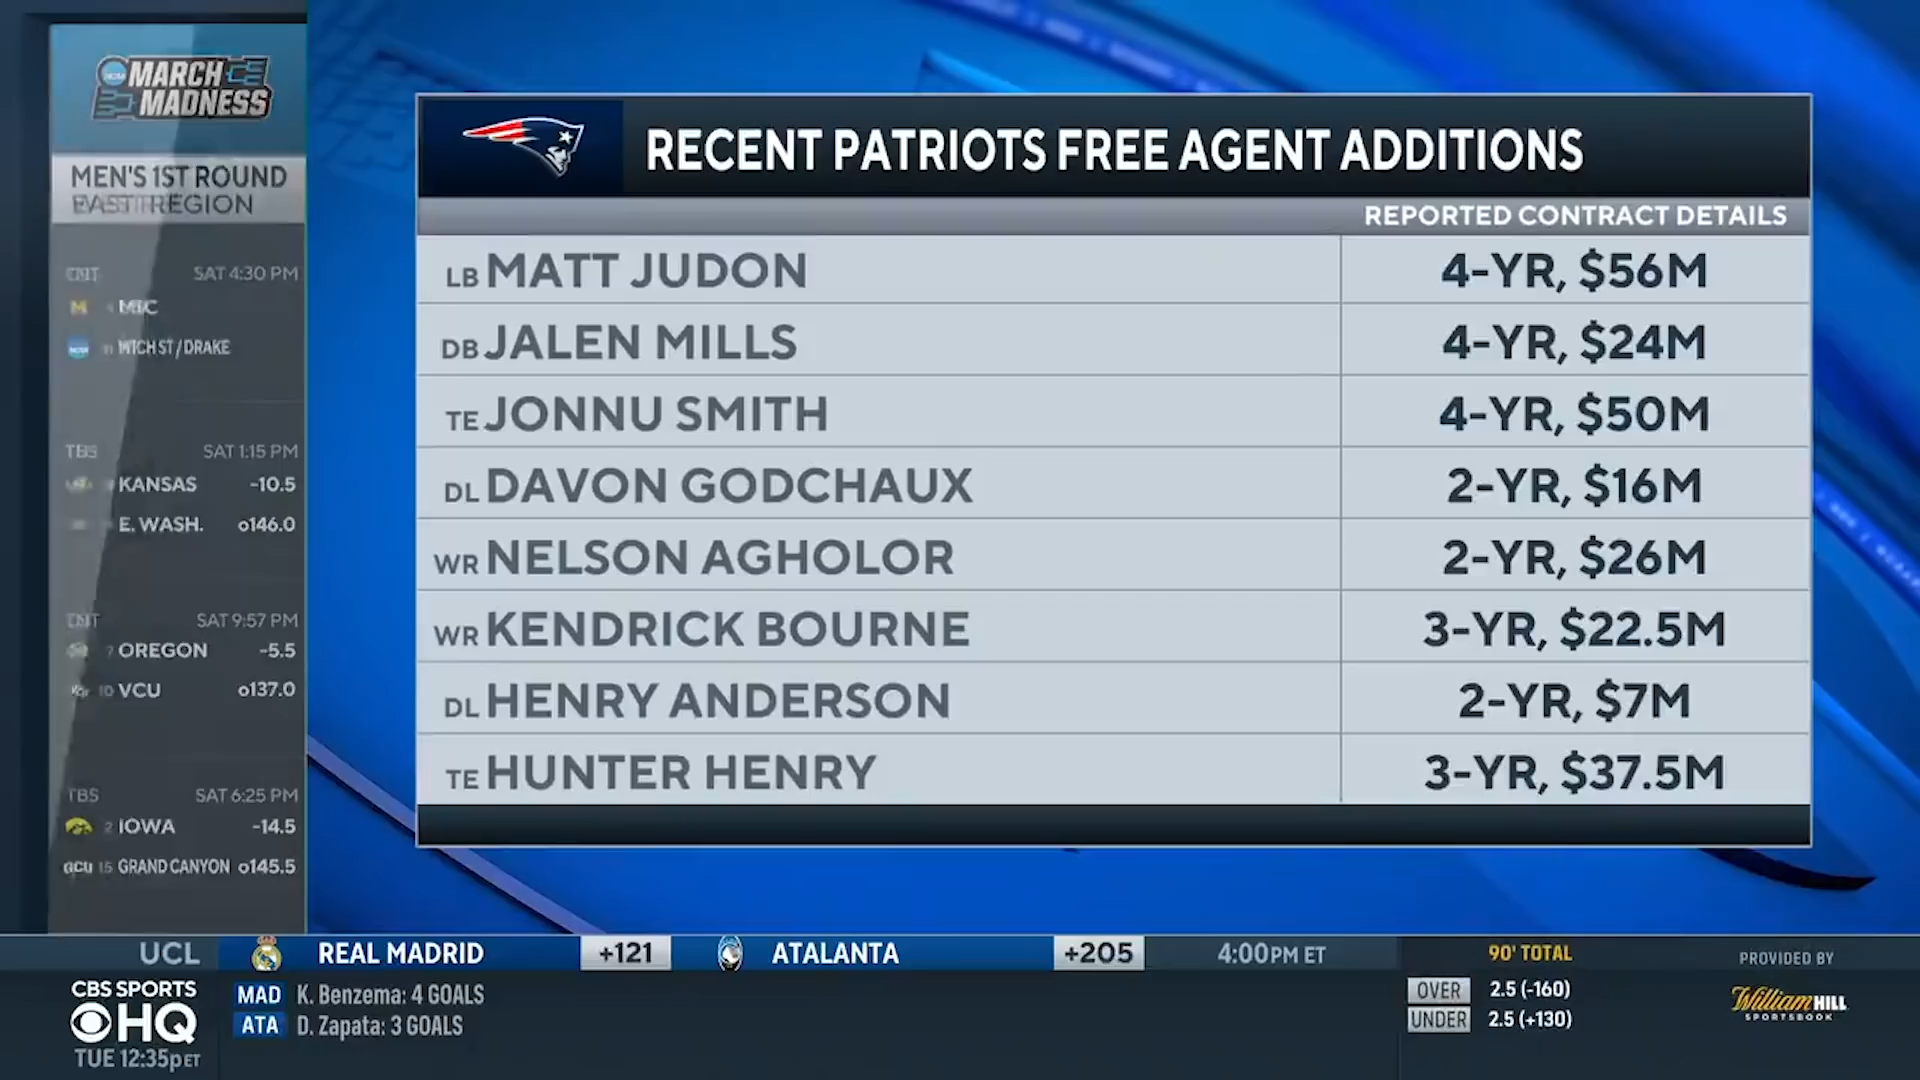 MARCH
MADNESS
MEN'S 1ST ROUND
REGION
SAT 4:30 PM
/DRAKE
TBS SAT 1:15 PM
KANSAS -10.5
E. WASH. o146.0
SAT 9:57 PM
7 OREGON -5.5
10 VCU o137.0
TBS SAT 6:25 PM
2 IOWA -14.5
GCU 15 GRAND CANYON o145.5
RECENT PATRIOTS FREE AGENT ADDITIONS
REPORTED CONTRACT DETAILS
LB MATT JUDON 4-YR, $56M
DB JALEN MILLS 4-YR, $24M
TE JONNU SMITH 4-YR, $50M
DL DAVON GODCHAUX 2-YR, $16M
WR NELSON AGHOLOR 2-YR, $26M
WR KENDRICK BOURNE 3-YR, $22.5M
DL HENRY ANDERSON 2-YR, $7M
TE HUNTER HENRY 3-YR, $37.5M
UCL REAL MADRID +121 ATALANTA +205 4:00PM ET
MAD K. Benzema: 4 GOALS
ATA D. Zapata: 3 GOALS
90' TOTAL
OVER 2.5 (-160)
UNDER 2.5 (+130)
PROVIDED BY
William HILL
SPORTSBOOK
CBS SPORTS
HQ
TUE 12:35pET